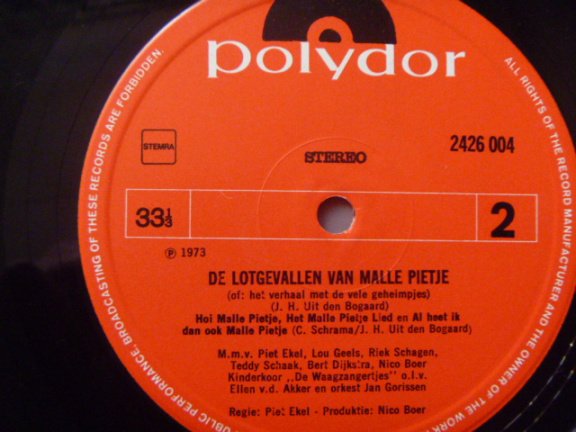 polydor
STEMRA
STEREO
2426 004
33 1/3
2
℗ 1973
DE LOTGEVALLEN VAN MALLE PIETJE
(of: het verhaal met de vele geheimpjes)
(J. H. Uit den Bogaard)
Hoi Malle Pietje, Het Malle Pietje Lied en Al heet ik
dan ook Malle Pietje (C. Schrama/J. H. Uit den Bogaard)
M.m.v. Piet Ekel, Lou Geels, Riek Schagen,
Teddy Schaak, Bert Dijkstra, Nico Boer
Kinderkoor ,,De Waagzangertjes" o.l.v.
Ellen v.d. Akker en orkest Jan Gorissen
Regie: Piet Ekel - Produktie: Nico Boer
ALL RIGHTS OF THE RECORD MANUFACTURER AND OF THE OWNER OF THE WORK
PUBLIC PERFORMANCE BROADCASTING OF THESE RECORDS ARE FORBIDDEN.